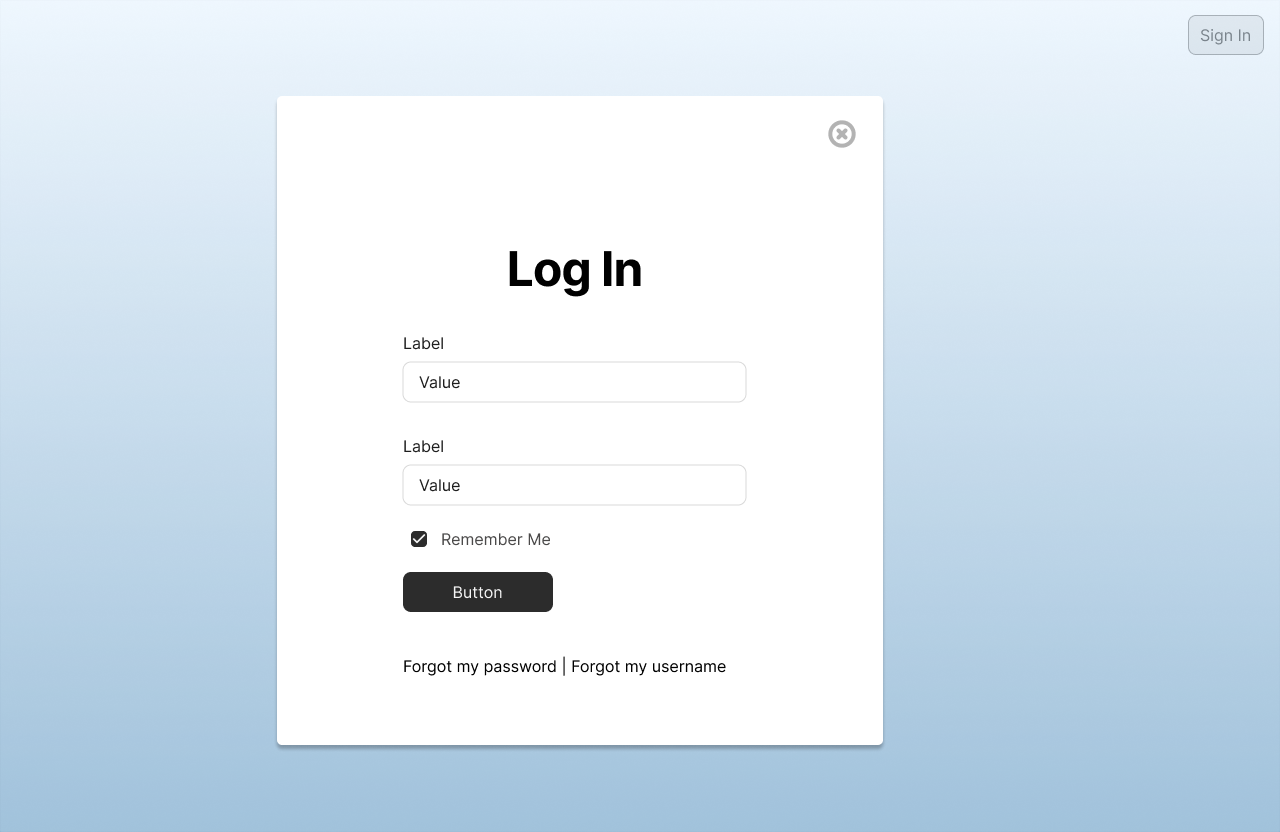 Sign In
Log In
Label
Value
Label
Value
Remember Me
Button
Forgot my password | Forgot my username